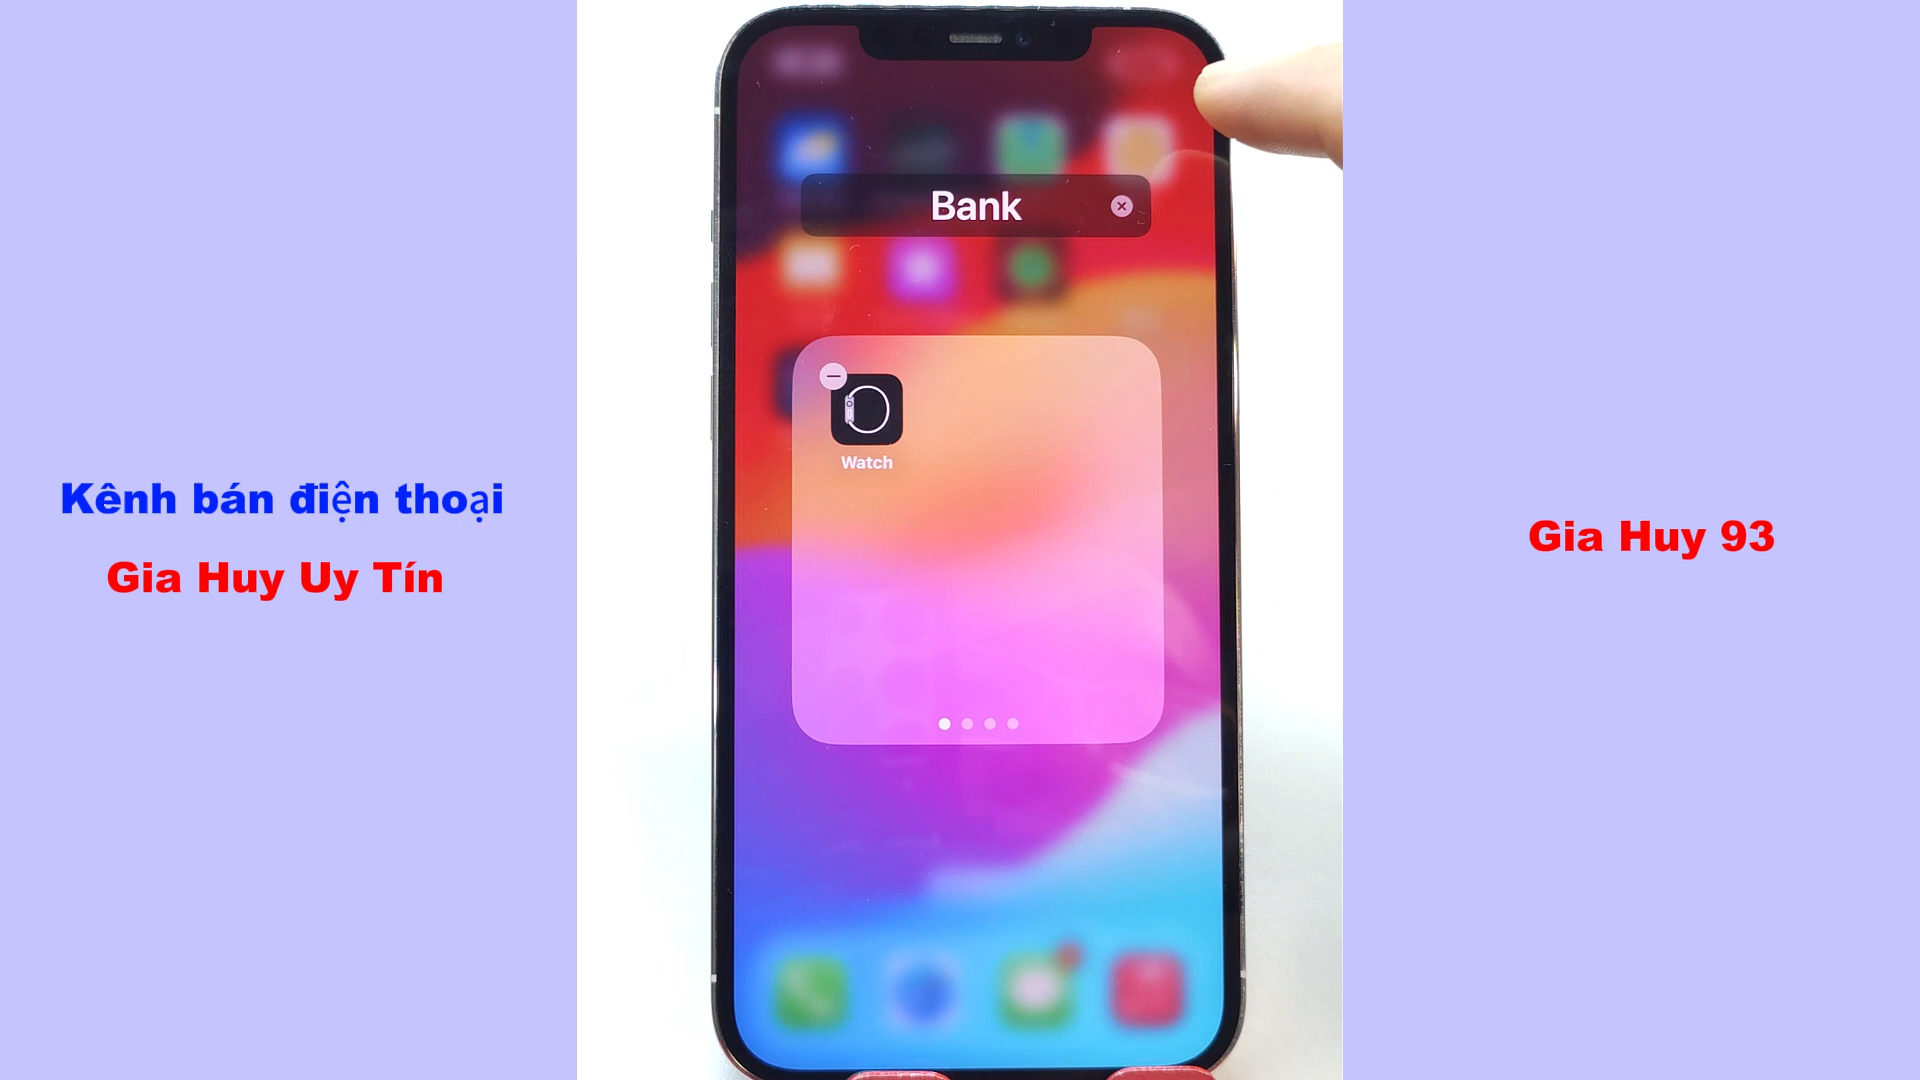 Kênh bán điện thoại
Gia Huy Uy Tín
Bank
Watch
Gia Huy 93